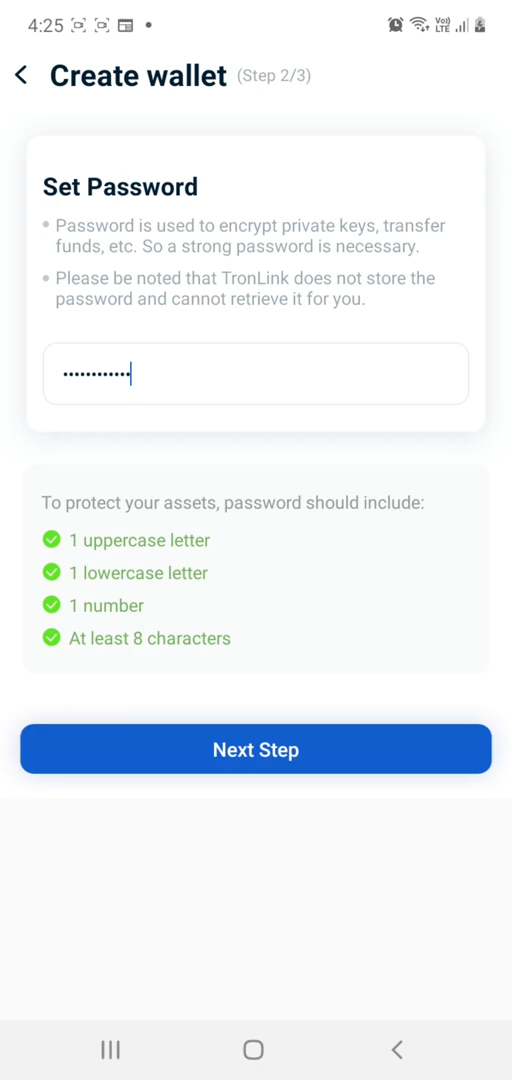 4:25
Vo)) LTE
Create wallet (Step 2/3)
Set Password
Password is used to encrypt private keys, transfer
funds, etc. So a strong password is necessary.
Please be noted that TronLink does not store the
password and cannot retrieve it for you.
••••••••••••
To protect your assets, password should include:
1 uppercase letter
1 lowercase letter
1 number
At least 8 characters
Next Step